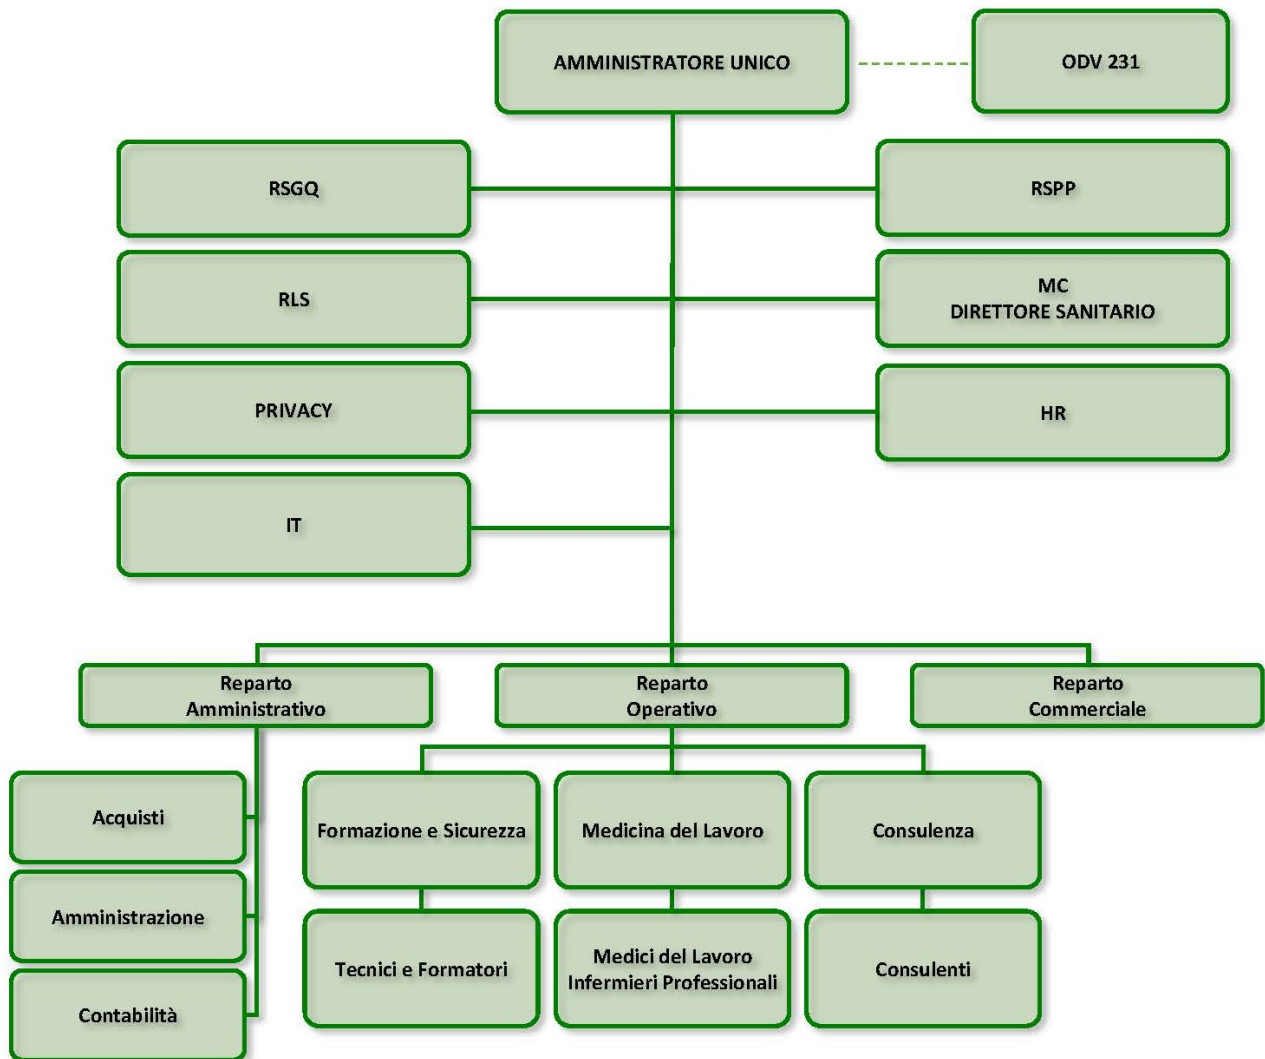 AMMINISTRATORE UNICO
ODV 231
RSGQ
RSPP
RLS
MC
DIRETTORE SANITARIO
PRIVACY
HR
IT
Reparto
Amministrativo
Reparto
Operativo
Reparto
Commerciale
Acquisti
Amministrazione
Contabilità
Formazione e Sicurezza
Medicina del Lavoro
Consulenza
Tecnici e Formatori
Medici del Lavoro
Infermieri Professionali
Consulenti